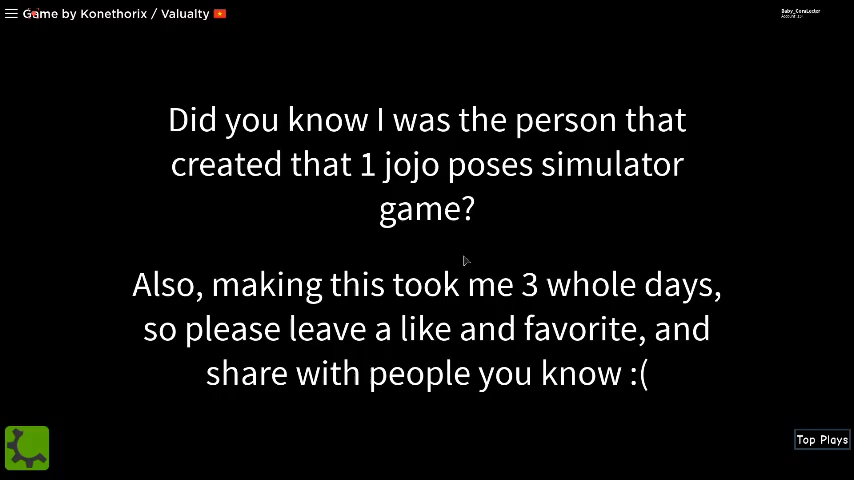 Game by Konethorix / Valualty
Baby_CoraLecter
Did you know I was the person that
created that 1 jojo poses simulator
game?
Also, making this took me 3 whole days,
so please leave a like and favorite, and
share with people you know :(
Top Plays